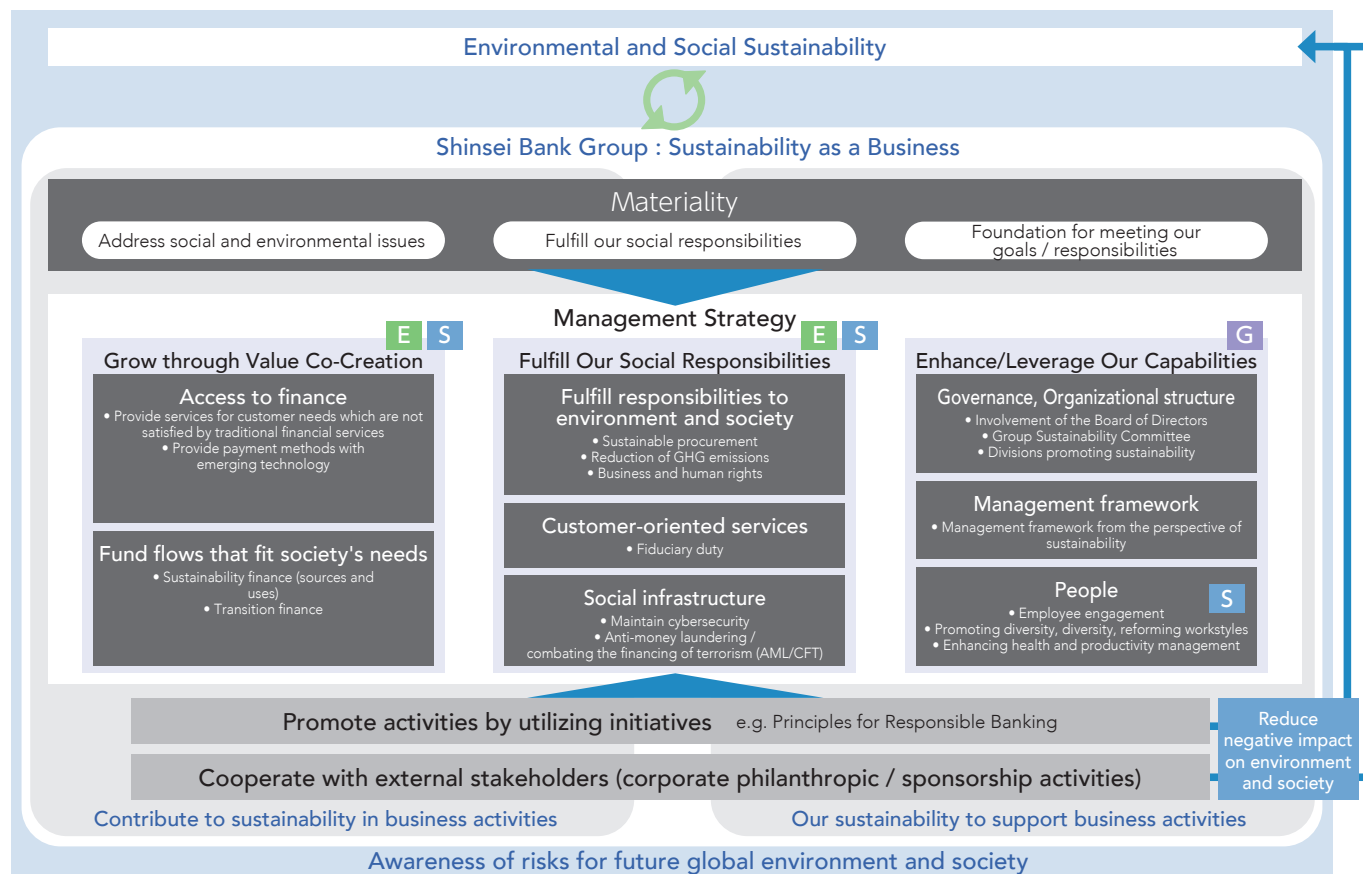 Environmental and Social Sustainability
Shinsei Bank Group : Sustainability as a Business
Materiality
Address social and environmental issues
Fulfill our social responsibilities
Foundation for meeting our
goals / responsibilities
Management Strategy
E S
Grow through Value Co-Creation
Access to finance
• Provide services for customer needs which are not
satisfied by traditional financial services
• Provide payment methods with
emerging technology
Fund flows that fit society's needs
• Sustainability finance (sources and
uses)
• Transition finance
E S
Fulfill Our Social Responsibilities
Fulfill responsibilities to
environment and society
• Sustainable procurement
• Reduction of GHG emissions
• Business and human rights
Customer-oriented services
• Fiduciary duty
Social infrastructure
• Maintain cybersecurity
• Anti-money laundering /
combating the financing of terrorism (AML/CFT)
G
Enhance/Leverage Our Capabilities
Governance, Organizational structure
• Involvement of the Board of Directors
• Group Sustainability Committee
• Divisions promoting sustainability
Management framework
• Management framework from the perspective of
sustainability
People
S
• Employee engagement
• Promoting diversity, diversity, reforming workstyles
• Enhancing health and productivity management
Promote activities by utilizing initiatives e.g. Principles for Responsible Banking
Cooperate with external stakeholders (corporate philanthropic / sponsorship activities)
Reduce
negative impact
on environment
and society
Contribute to sustainability in business activities
Our sustainability to support business activities
Awareness of risks for future global environment and society